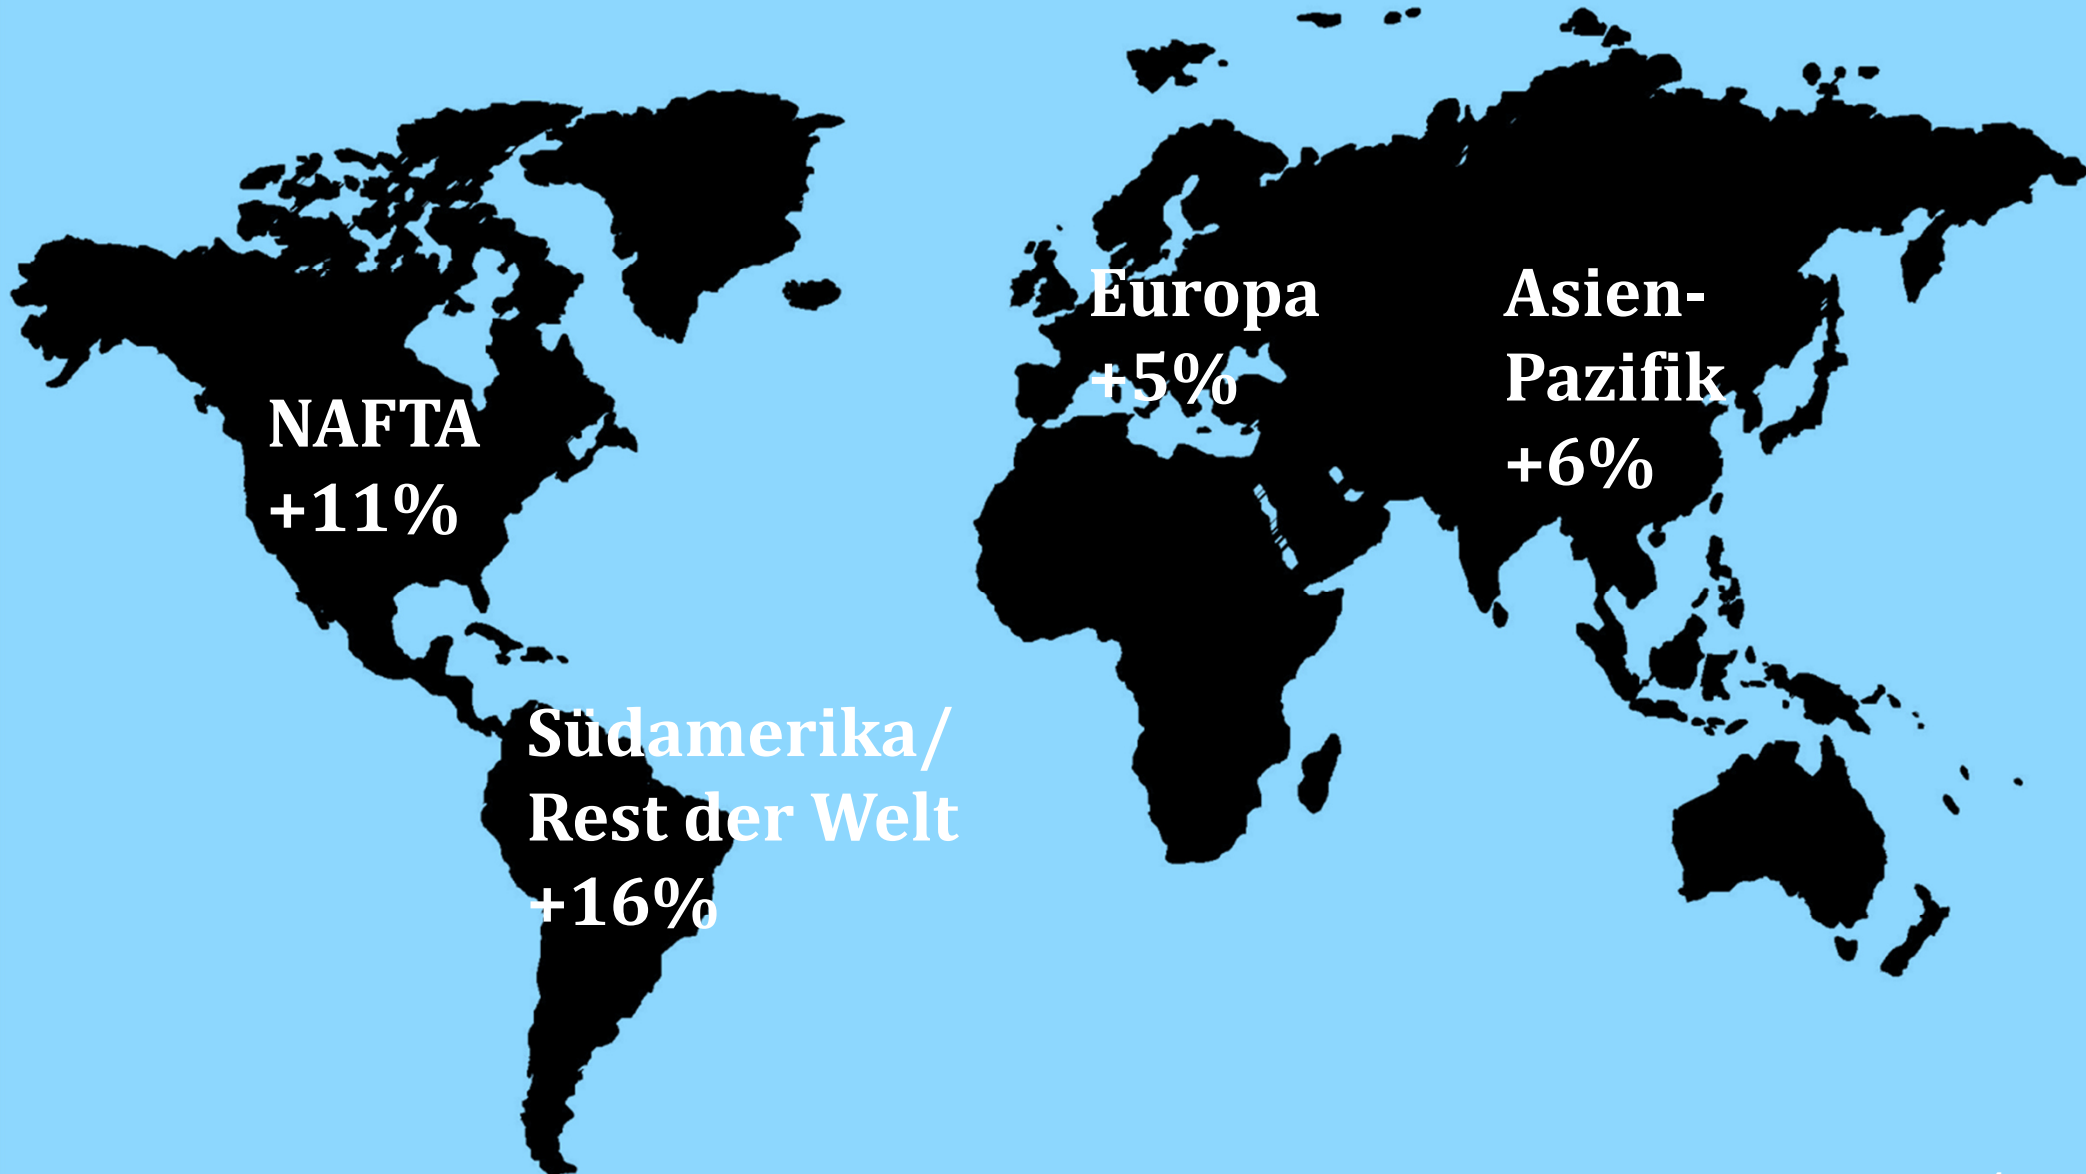 NAFTA
+11%
Europa
+5%
Asien-
Pazifik
+6%
Südamerika/
Rest der Welt
+16%